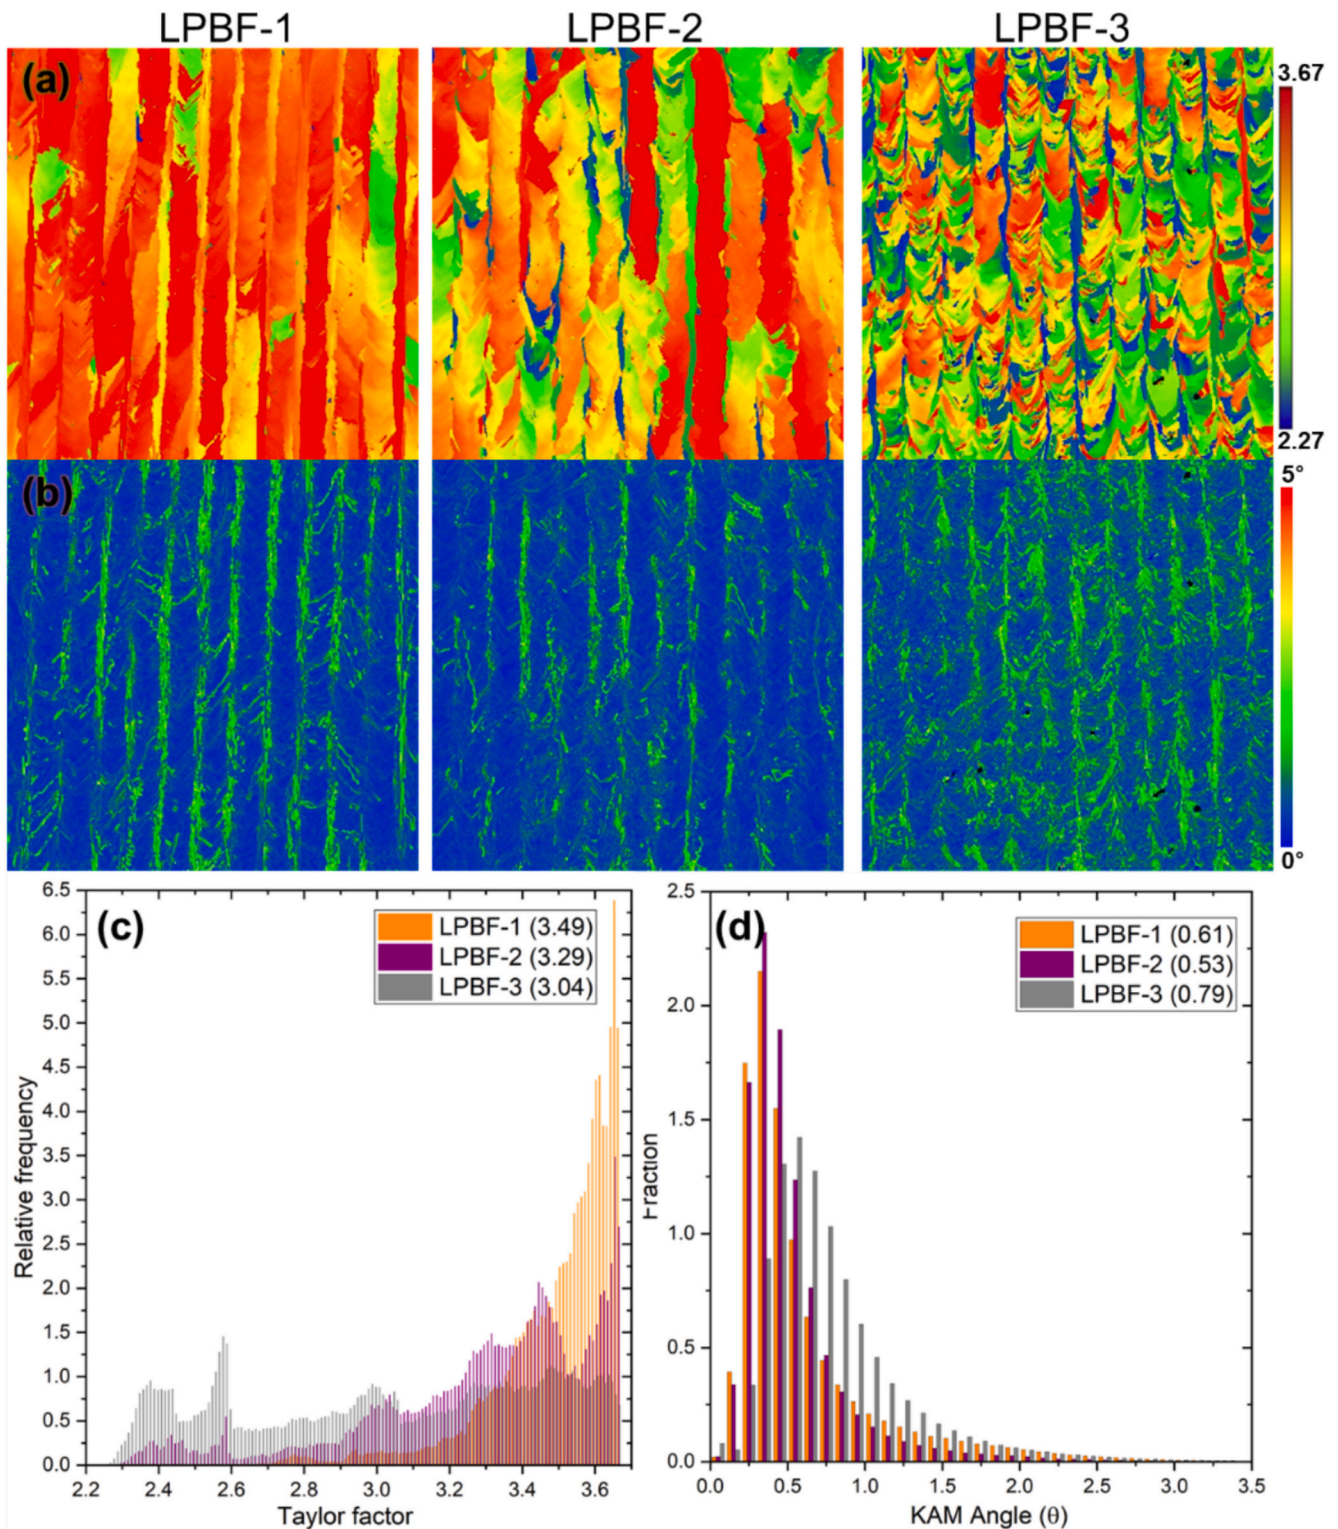 LPBF-1 LPBF-2 LPBF-3
(a)
3.67
2.27
(b)
5°
0°
(c)
LPBF-1 (3.49)
LPBF-2 (3.29)
LPBF-3 (3.04)
6.5
6.0
5.5
5.0
4.5
4.0
3.5
3.0
2.5
2.0
1.5
1.0
0.5
0.0
Relative frequency
2.2 2.4 2.6 2.8 3.0 3.2 3.4 3.6
Taylor factor
(d)
LPBF-1 (0.61)
LPBF-2 (0.53)
LPBF-3 (0.79)
2.5
2.0
1.5
1.0
0.5
0.0
Fraction
0.0 0.5 1.0 1.5 2.0 2.5 3.0 3.5
KAM Angle (θ)